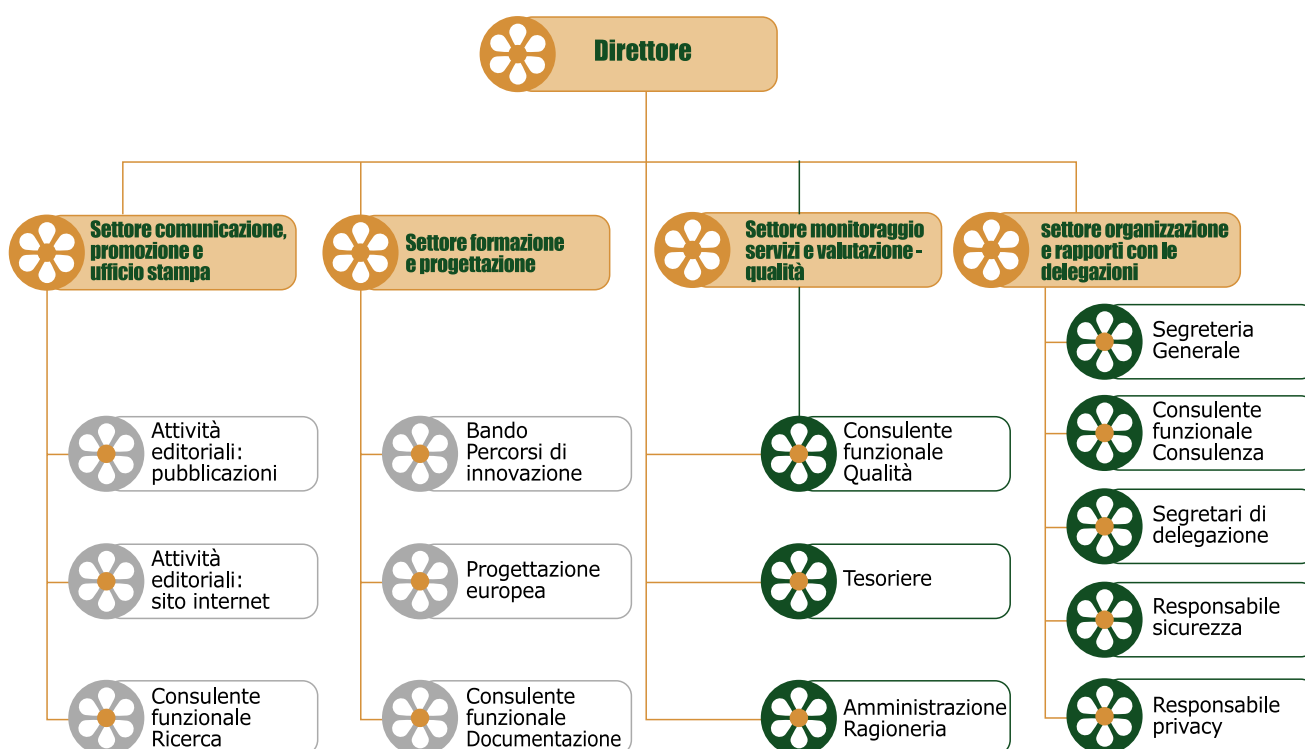 Direttore
Settore comunicazione,
promozione e
ufficio stampa
Settore formazione
e progettazione
Settore monitoraggio
servizi e valutazione -
qualità
settore organizzazione
e rapporti con le
delegazioni
Attività
editoriali:
pubblicazioni
Attività
editoriali:
sito internet
Consulente
funzionale
Ricerca
Bando
Percorsi di
innovazione
Progettazione
europea
Consulente
funzionale
Documentazione
Consulente
funzionale
Qualità
Tesoriere
Amministrazione
Ragioneria
Segreteria
Generale
Consulente
funzionale
Consulenza
Segretari di
delegazione
Responsabile
sicurezza
Responsabile
privacy